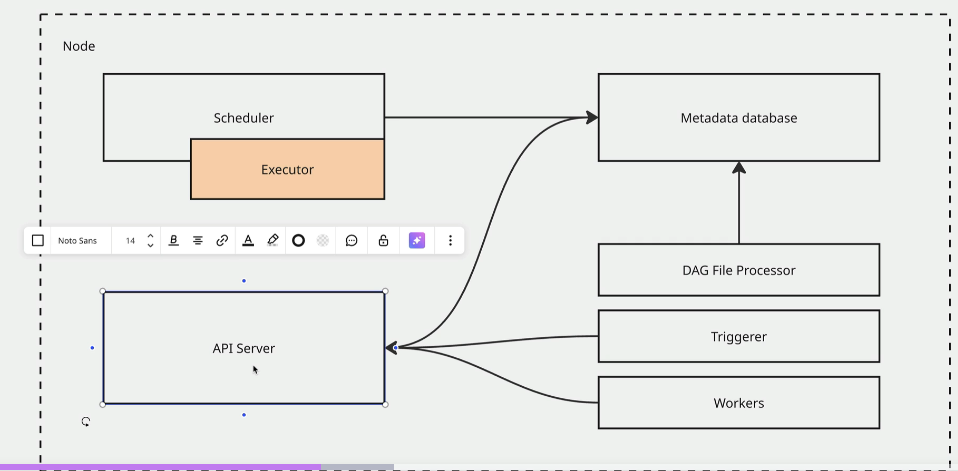 Node
Scheduler
Metadata database
Executor
Noto Sans
14
B
A
DAG File Processor
Triggerer
API Server
Workers